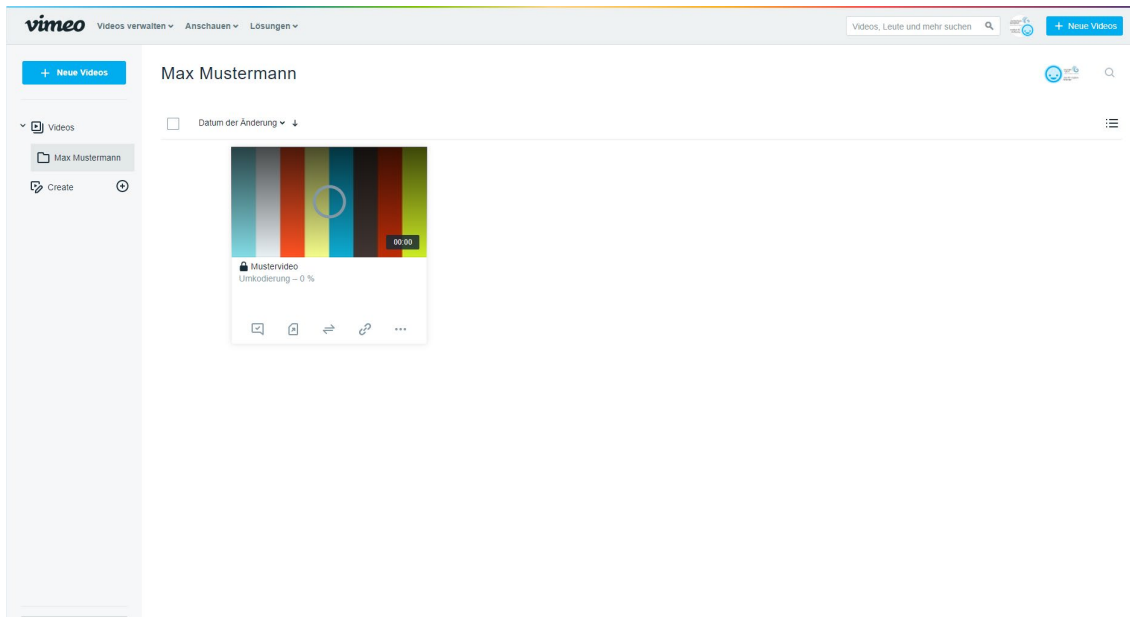 vimeo Videos verwalten Anschauen Lösungen Videos, Leute und mehr suchen + Neue Videos
+ Neue Videos
Max Mustermann
Datum der Änderung
Videos
Max Mustermann
Create
00:00
Mustervideo
Umkodierung – 0 %